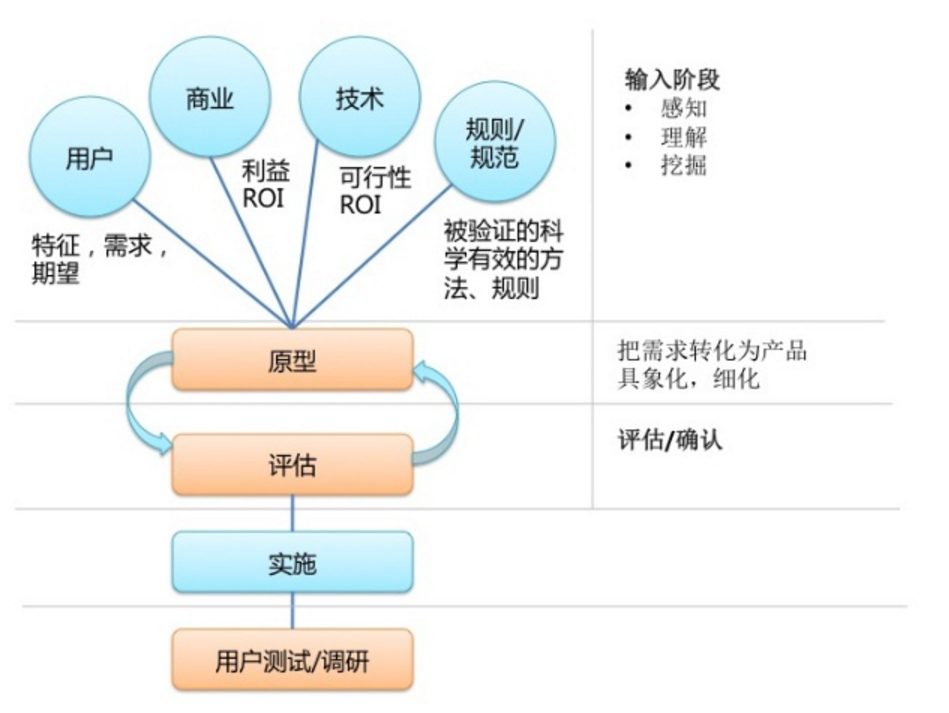 商业
技术
用户
规则/
规范
利益
ROI
可行性
ROI
特征，需求，
期望
被验证的科
学有效的方
法、规则
输入阶段
• 感知
• 理解
• 挖掘
原型
把需求转化为产品
具象化，细化
评估
评估/确认
实施
用户测试/调研